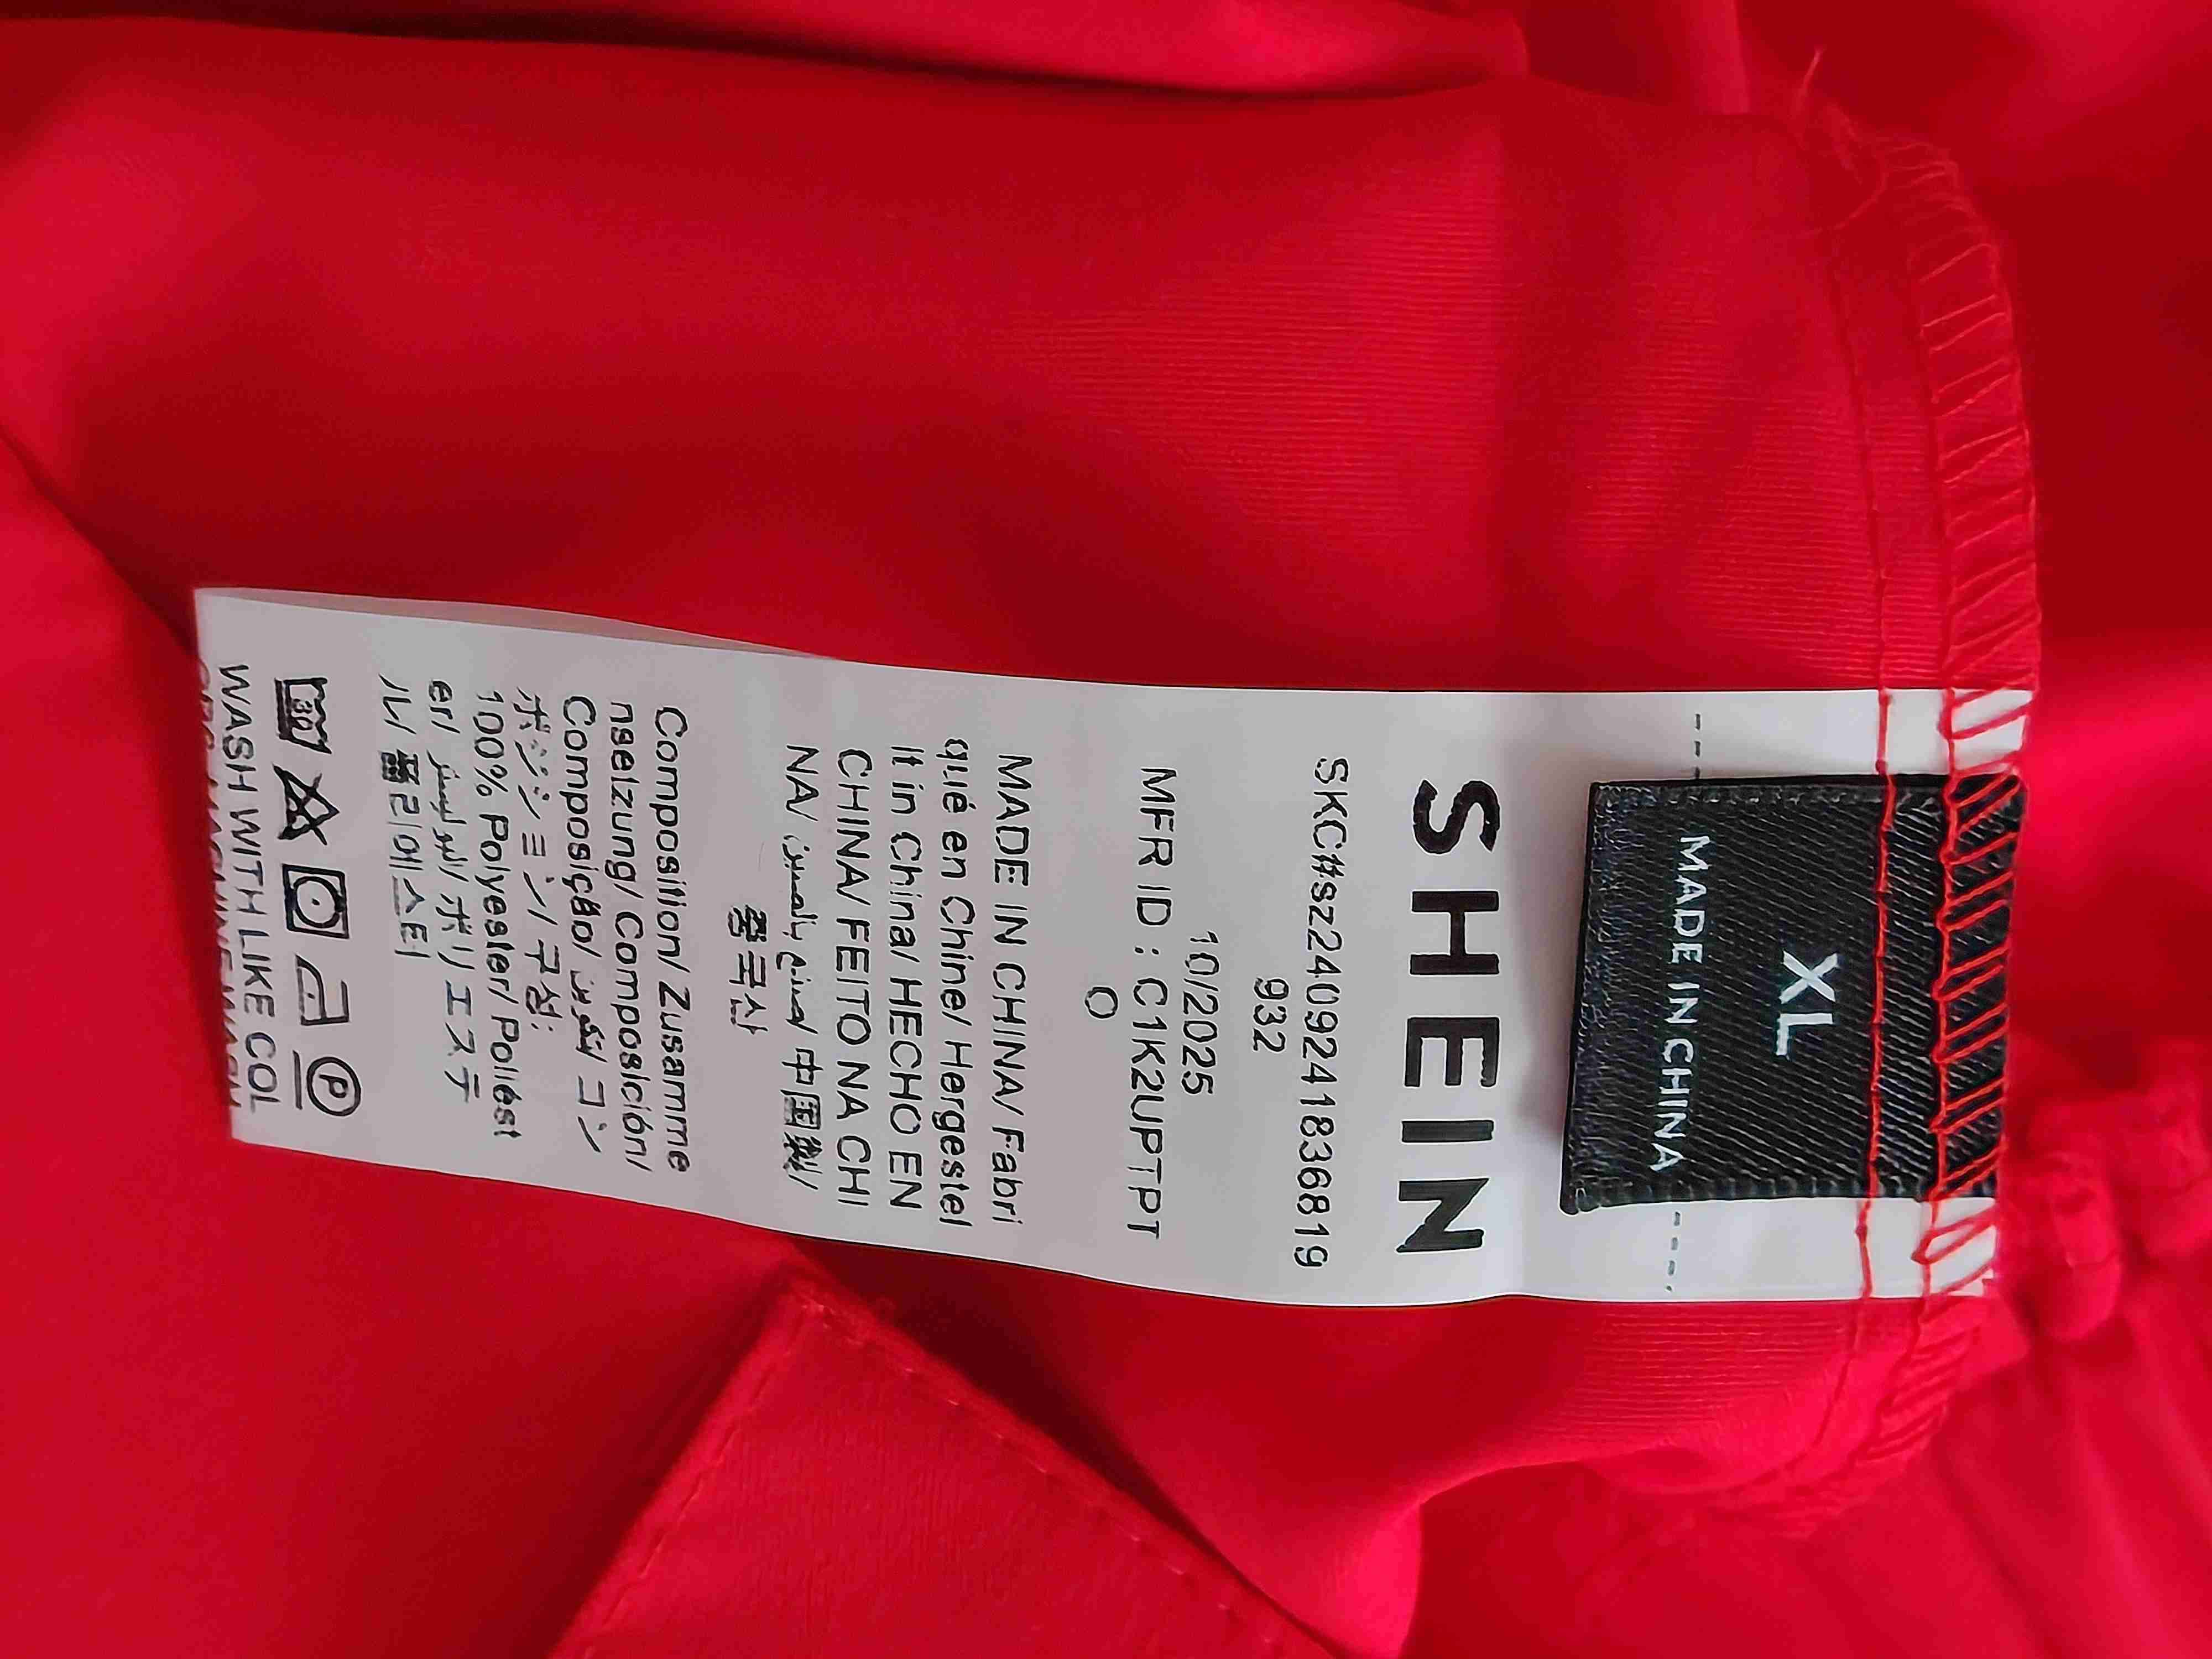 XL
MADE IN CHINA
SHEIN
SKC#sz2409241836819
932
10/2025
MFR ID : C1K2UPTPT
O
MADE IN CHINA/ Fabri
qué en Chine/ Hergestel
lt in China/ HECHO EN
CHINA/ FEITO NA CHI
NA/ صنع بالصين/ 中国製/
중국산
Composition/ Zusamme
nsetzung/ Composición/
Composição/ تكوين/ コン
ポジション/ 구성:
100% Polyester/ Poliést
er/ البوليستر/ ポリエステ
ル/ 폴리에스터
30
P
WASH WITH LIKE COL